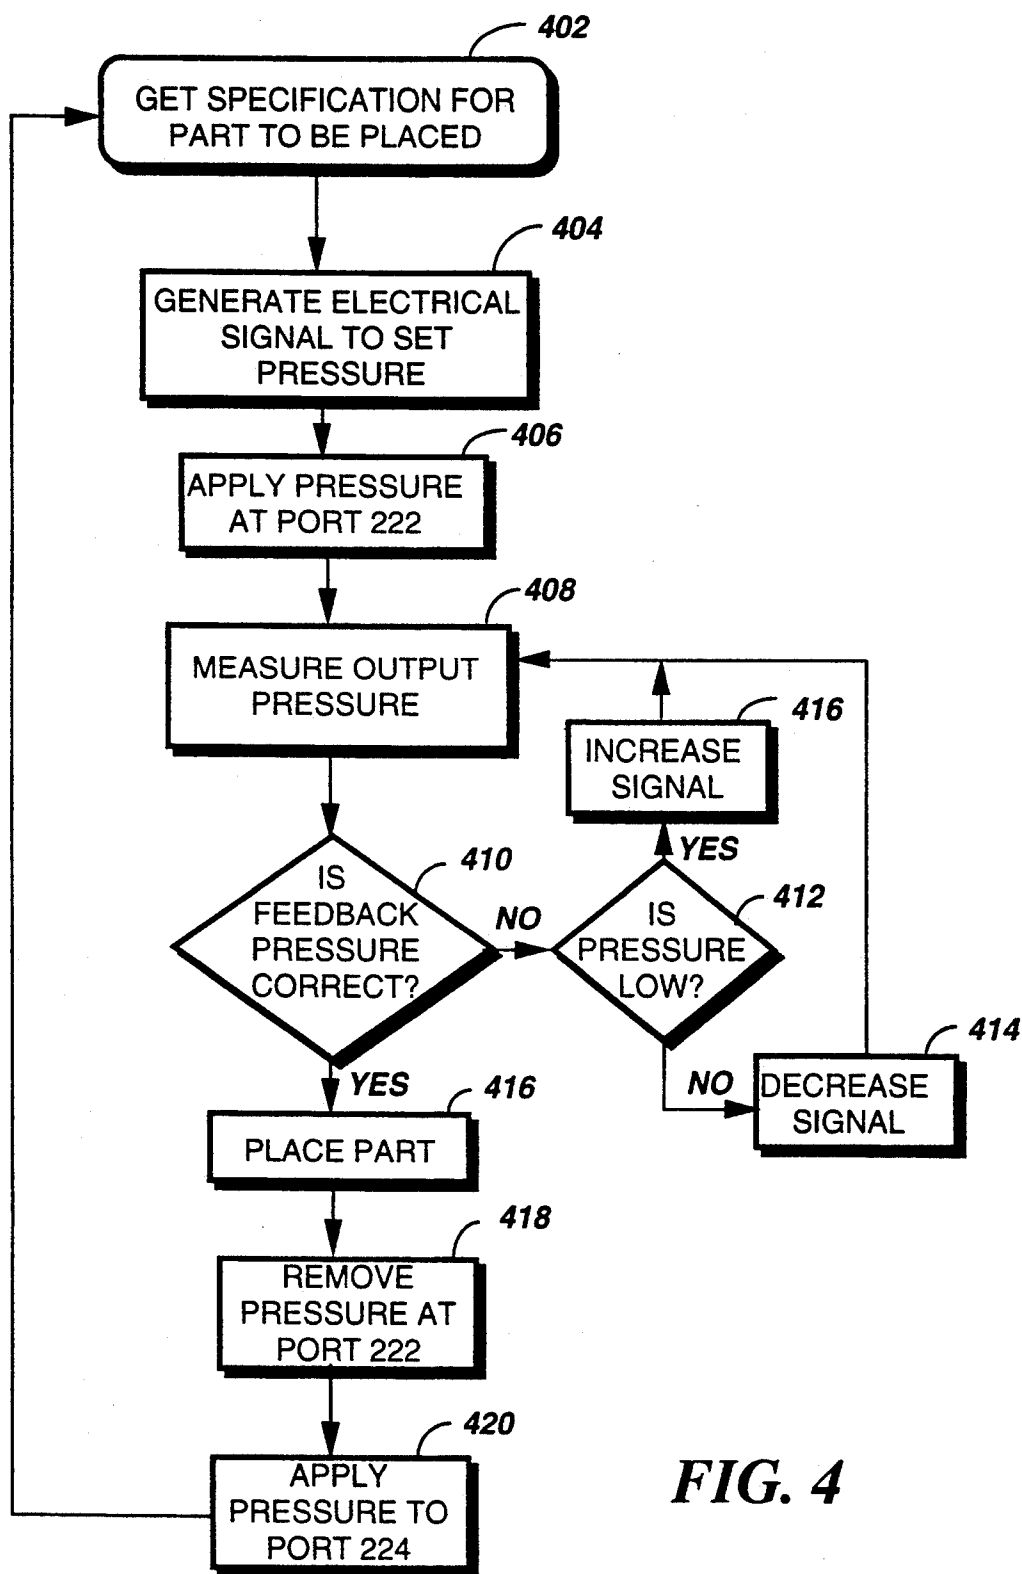 402
GET SPECIFICATION FOR
PART TO BE PLACED
404
GENERATE ELECTRICAL
SIGNAL TO SET
PRESSURE
406
APPLY PRESSURE
AT PORT 222
408
MEASURE OUTPUT
PRESSURE
416
INCREASE
SIGNAL
YES
410
IS
FEEDBACK
PRESSURE
CORRECT?
NO
412
IS
PRESSURE
LOW?
414
NO
DECREASE
SIGNAL
YES
416
PLACE PART
418
REMOVE
PRESSURE AT
PORT 222
420
APPLY
PRESSURE TO
PORT 224
FIG. 4